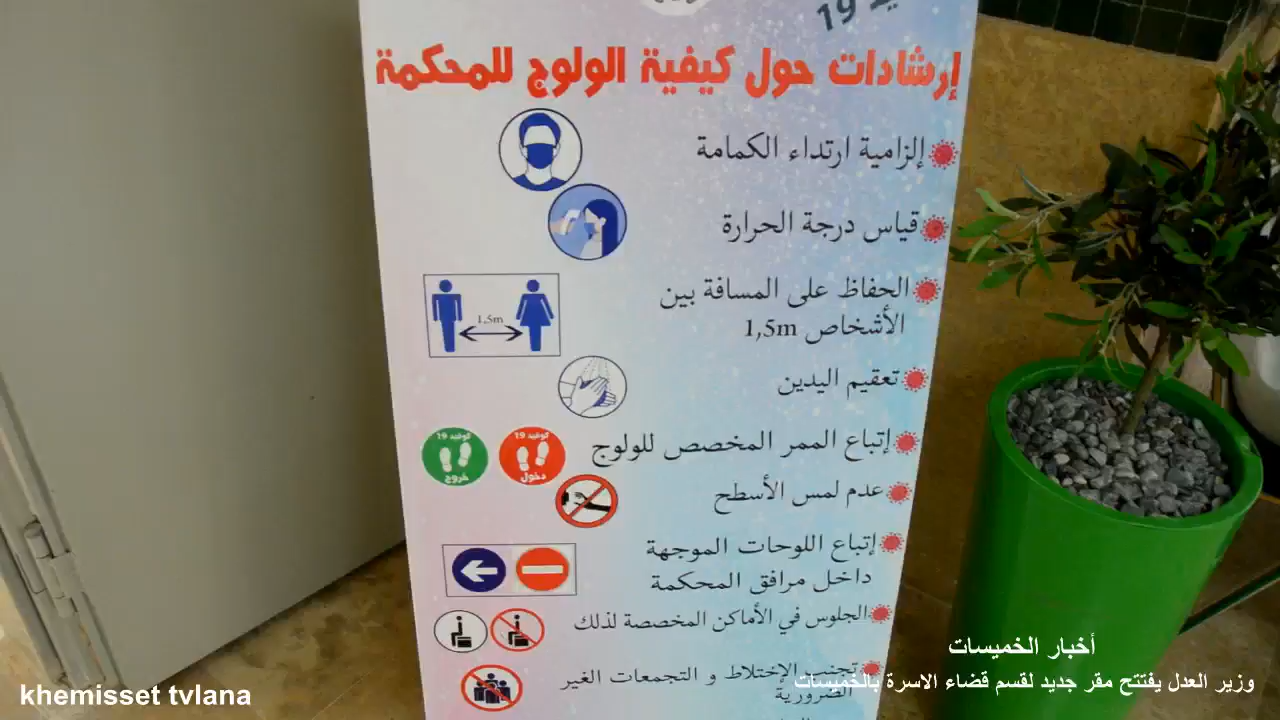 19
إرشادات حول كيفية الولوج للمحكمة
إلزامية ارتداء الكمامة
قياس درجة الحرارة
الحفاظ على المسافة بين
الأشخاص 1,5m
1,5m
تعقيم اليدين
إتباع الممر المخصص للولوج
كوفيد 19
دخول
كوفيد 19
خروج
عدم لمس الأسطح
إتباع اللوحات الموجهة
داخل مرافق المحكمة
الجلوس في الأماكن المخصصة لذلك
تجنب الإختلاط و التجمعات الغير
الضرورية
أخبار الخميسات
وزير العدل يفتتح مقر جديد لقسم قضاء الاسرة بالخميسات
khemisset tvlana